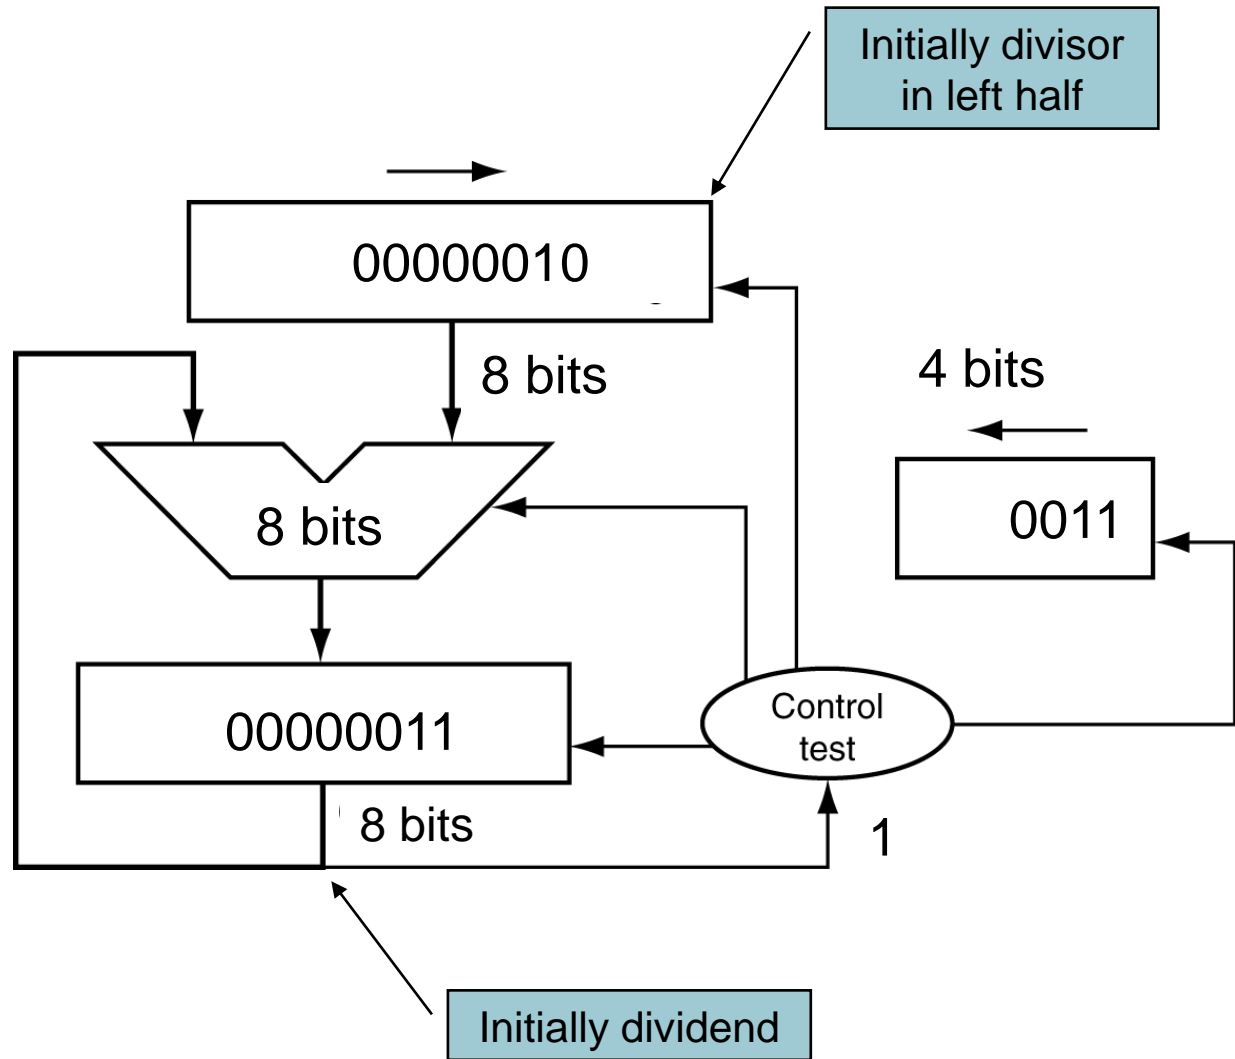 Initially divisor
in left half
00000010
8 bits
4 bits
8 bits
0011
00000011
Control
test
8 bits
1
Initially dividend